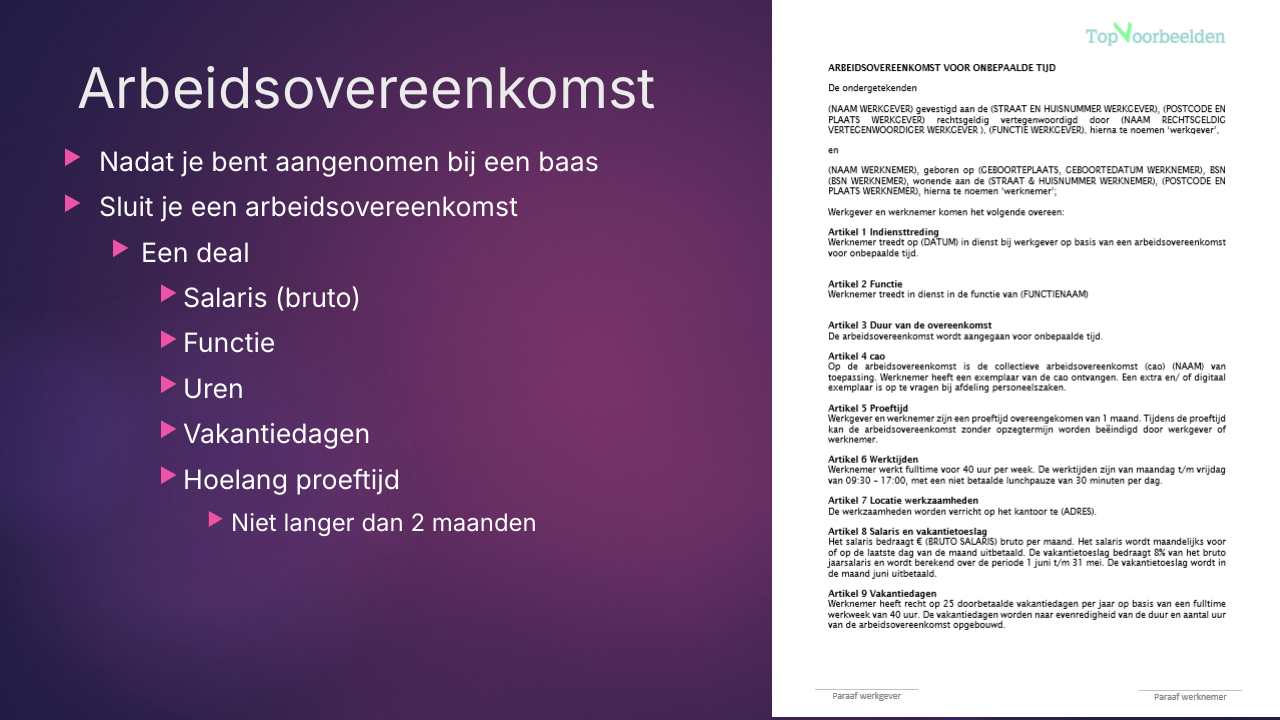 Arbeidsovereenkomst
Nadat je bent aangenomen bij een baas
Sluit je een arbeidsovereenkomst
Een deal
Salaris (bruto)
Functie
Uren
Vakantiedagen
Hoelang proeftijd
Niet langer dan 2 maanden
TopVoorbeelden
ARBEIDSOVEREENKOMST VOOR ONBEPAALDE TIJD
De ondergetekenden
(NAAM WERKGEVER) gevestigd aan de (STRAAT EN HUISNUMMER WERKGEVER), (POSTCODE EN
PLAATS WERKGEVER) rechtsgeldig vertegenwoordigd door (NAAM RECHTSGELDIG
VERTEGENWOORDIGER WERKGEVER ), (FUNCTIE WERKGEVER), hierna te noemen 'werkgever',
en
(NAAM WERKNEMER), geboren op (GEBOORTEPLAATS, GEBOORTEDATUM WERKNEMER), BSN
(BSN WERKNEMER), wonende aan de (STRAAT & HUISNUMMER WERKNEMER), (POSTCODE EN
PLAATS WERKNEMER), hierna te noemen 'werknemer';
Werkgever en werknemer komen het volgende overeen:
Artikel 1 Indiensttreding
Werknemer treedt op (DATUM) in dienst bij werkgever op basis van een arbeidsovereenkomst
voor onbepaalde tijd.
Artikel 2 Functie
Werknemer treedt in dienst in de functie van (FUNCTIENAAM)
Artikel 3 Duur van de overeenkomst
De arbeidsovereenkomst wordt aangegaan voor onbepaalde tijd.
Artikel 4 cao
Op de arbeidsovereenkomst is de collectieve arbeidsovereenkomst (cao) (NAAM) van
toepassing. Werknemer heeft een exemplaar van de cao ontvangen. Een extra en/ of digitaal
exemplaar is op te vragen bij afdeling personeelszaken.
Artikel 5 Proeftijd
Werkgever en werknemer zijn een proeftijd overeengekomen van 1 maand. Tijdens de proeftijd
kan de arbeidsovereenkomst zonder opzegtermijn worden beëindigd door werkgever of
werknemer.
Artikel 6 Werktijden
Werknemer werkt fulltime voor 40 uur per week. De werktijden zijn van maandag t/m vrijdag
van 09:30 – 17:00, met een niet betaalde lunchpauze van 30 minuten per dag.
Artikel 7 Locatie werkzaamheden
De werkzaamheden worden verricht op het kantoor te (ADRES).
Artikel 8 Salaris en vakantietoeslag
Het salaris bedraagt € (BRUTO SALARIS) bruto per maand. Het salaris wordt maandelijks voor
of op de laatste dag van de maand uitbetaald. De vakantietoeslag bedraagt 8% van het bruto
jaarsalaris en wordt berekend over de periode 1 juni t/m 31 mei. De vakantietoeslag wordt in
de maand juni uitbetaald.
Artikel 9 Vakantiedagen
Werknemer heeft recht op 25 doorbetaalde vakantiedagen per jaar op basis van een fulltime
werkweek van 40 uur. De vakantiedagen worden naar evenredigheid van de duur en aantal uur
van de arbeidsovereenkomst opgebouwd.
Paraaf werkgever
Paraaf werknemer